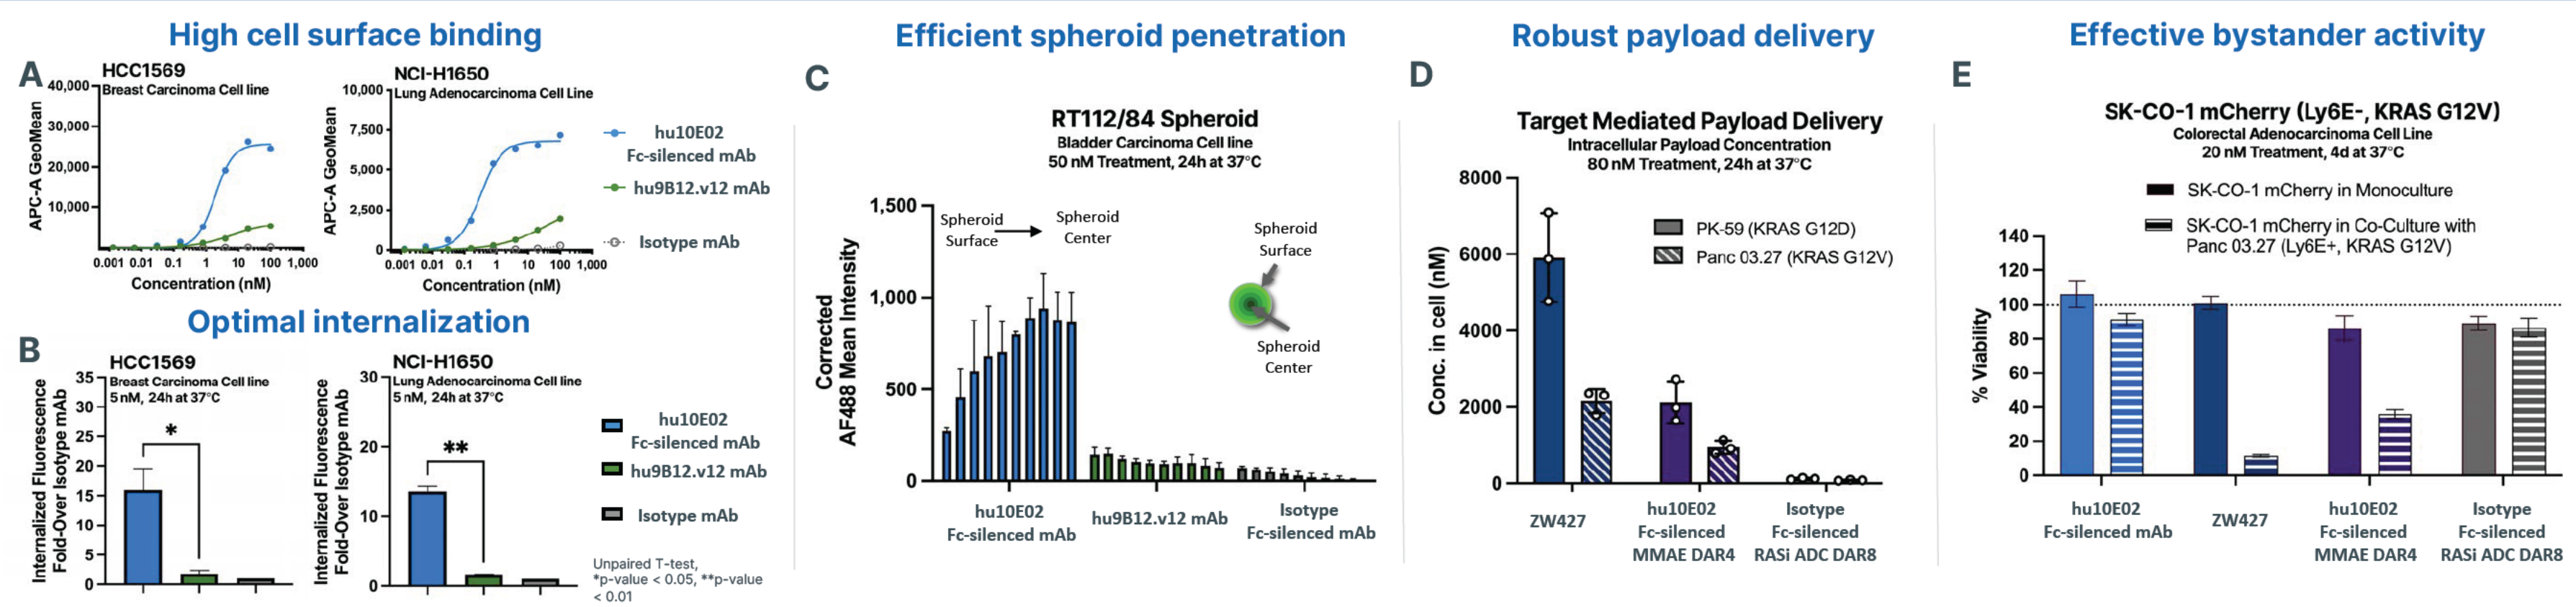 High cell surface binding
A
HCC1569
Breast Carcinoma Cell line
APC-A GeoMean
40,000
30,000
20,000
10,000
0.001 0.01 0.1 1 10 100 1,000
Concentration (nM)
NCI-H1650
Lung Adenocarcinoma Cell Line
APC-A GeoMean
10,000
7,500
5,000
2,500
0
0.001 0.01 0.1 1 10 100 1,000
Concentration (nM)
hu10E02
Fc-silenced mAb
hu9B12.v12 mAb
Isotype mAb
Optimal internalization
B
HCC1569
Breast Carcinoma Cell line
5 nM, 24h at 37°C
Internalized Fluorescence
Fold-Over Isotype mAb
35
30
25
20
15
10
5
0
*
NCI-H1650
Lung Adenocarcinoma Cell line
5 nM, 24h at 37°C
Internalized Fluorescence
Fold-Over Isotype mAb
30
20
10
0
**
hu10E02
Fc-silenced mAb
hu9B12.v12 mAb
Isotype mAb
Unpaired T-test,
*p-value < 0.05, **p-value
< 0.01
Efficient spheroid penetration
C
RT112/84 Spheroid
Bladder Carcinoma Cell line
50 nM Treatment, 24h at 37°C
Corrected
AF488 Mean Intensity
1,500
1,000
500
0
Spheroid
Surface
Spheroid
Center
Spheroid
Surface
Spheroid
Center
hu10E02
Fc-silenced mAb
hu9B12.v12 mAb
Isotype
Fc-silenced mAb
Robust payload delivery
D
Target Mediated Payload Delivery
Intracellular Payload Concentration
80 nM Treatment, 24h at 37°C
Conc. in cell (nM)
8000
6000
4000
2000
0
PK-59 (KRAS G12D)
Panc 03.27 (KRAS G12V)
ZW427
hu10E02
Fc-silenced
MMAE DAR4
Isotype
Fc-silenced
RASi ADC DAR8
Effective bystander activity
E
SK-CO-1 mCherry (Ly6E-, KRAS G12V)
Colorectal Adenocarcinoma Cell Line
20 nM Treatment, 4d at 37°C
SK-CO-1 mCherry in Monoculture
SK-CO-1 mCherry in Co-Culture with
Panc 03.27 (Ly6E+, KRAS G12V)
% Viability
140
120
100
80
60
40
20
0
hu10E02
Fc-silenced mAb
ZW427
hu10E02
Fc-silenced
MMAE DAR4
Isotype
Fc-silenced
RASi ADC DAR8